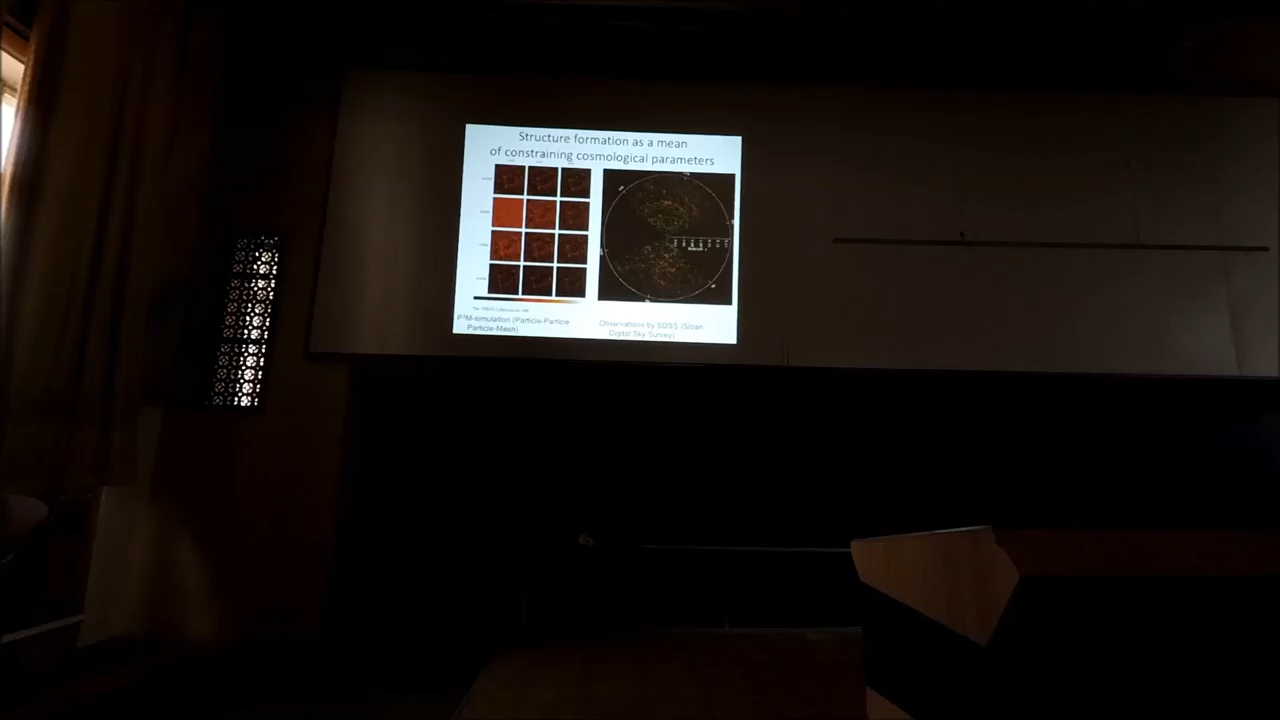 Structure formation as a mean
of constraining cosmological parameters
P³M-simulation (Particle-Particle
Particle-Mesh)
Observations by SDSS (Sloan
Digital Sky Survey)